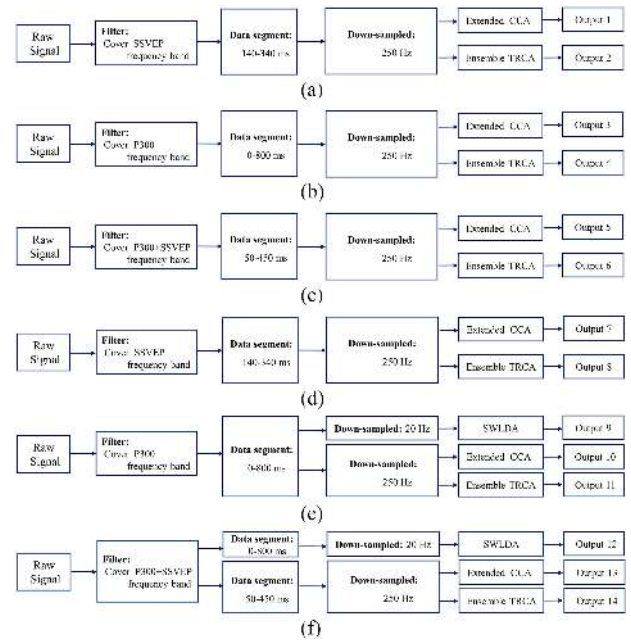 Raw
Signal
Filter:
Cover SSVEP
frequency band
Data segment:
140-340 ms
Down-sampled:
250 Hz
Extended CCA
Output 1
Ensemble TRCA
Output 2
(a)
Raw
Signal
Filter:
Cover P300
frequency band
Data segment:
0-800 ms
Down-sampled:
250 Hz
Extended CCA
Output 3
Ensemble TRCA
Output 4
(b)
Raw
Signal
Filter:
Cover P300+SSVEP
frequency band
Data segment:
50-450 ms
Down-sampled:
250 Hz
Extended CCA
Output 5
Ensemble TRCA
Output 6
(c)
Raw
Signal
Filter:
Cover SSVEP
frequency band
Data segment:
140-340 ms
Down-sampled:
250 Hz
Extended CCA
Output 7
Ensemble TRCA
Output 8
(d)
Raw
Signal
Filter:
Cover P300
frequency band
Data segment:
0-800 ms
Down-sampled: 20 Hz
SWLDA
Output 9
Down-sampled:
250 Hz
Extended CCA
Output 10
Ensemble TRCA
Output 11
(e)
Raw
Signal
Filter:
Cover P300+SSVEP
frequency band
Data segment:
0-800 ms
Down-sampled: 20 Hz
SWLDA
Output 12
Data segment:
50-450 ms
Down-sampled:
250 Hz
Extended CCA
Output 13
Ensemble TRCA
Output 14
(f)